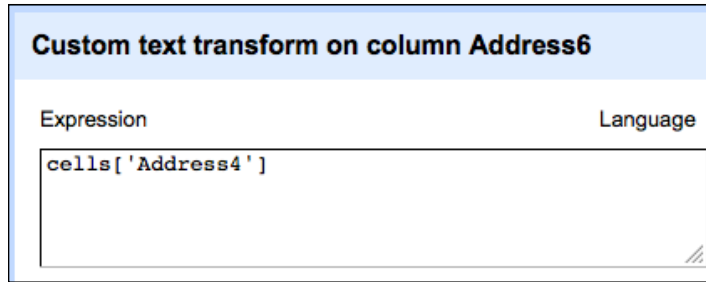 Custom text transform on column Address6
Expression Language
cells['Address4']